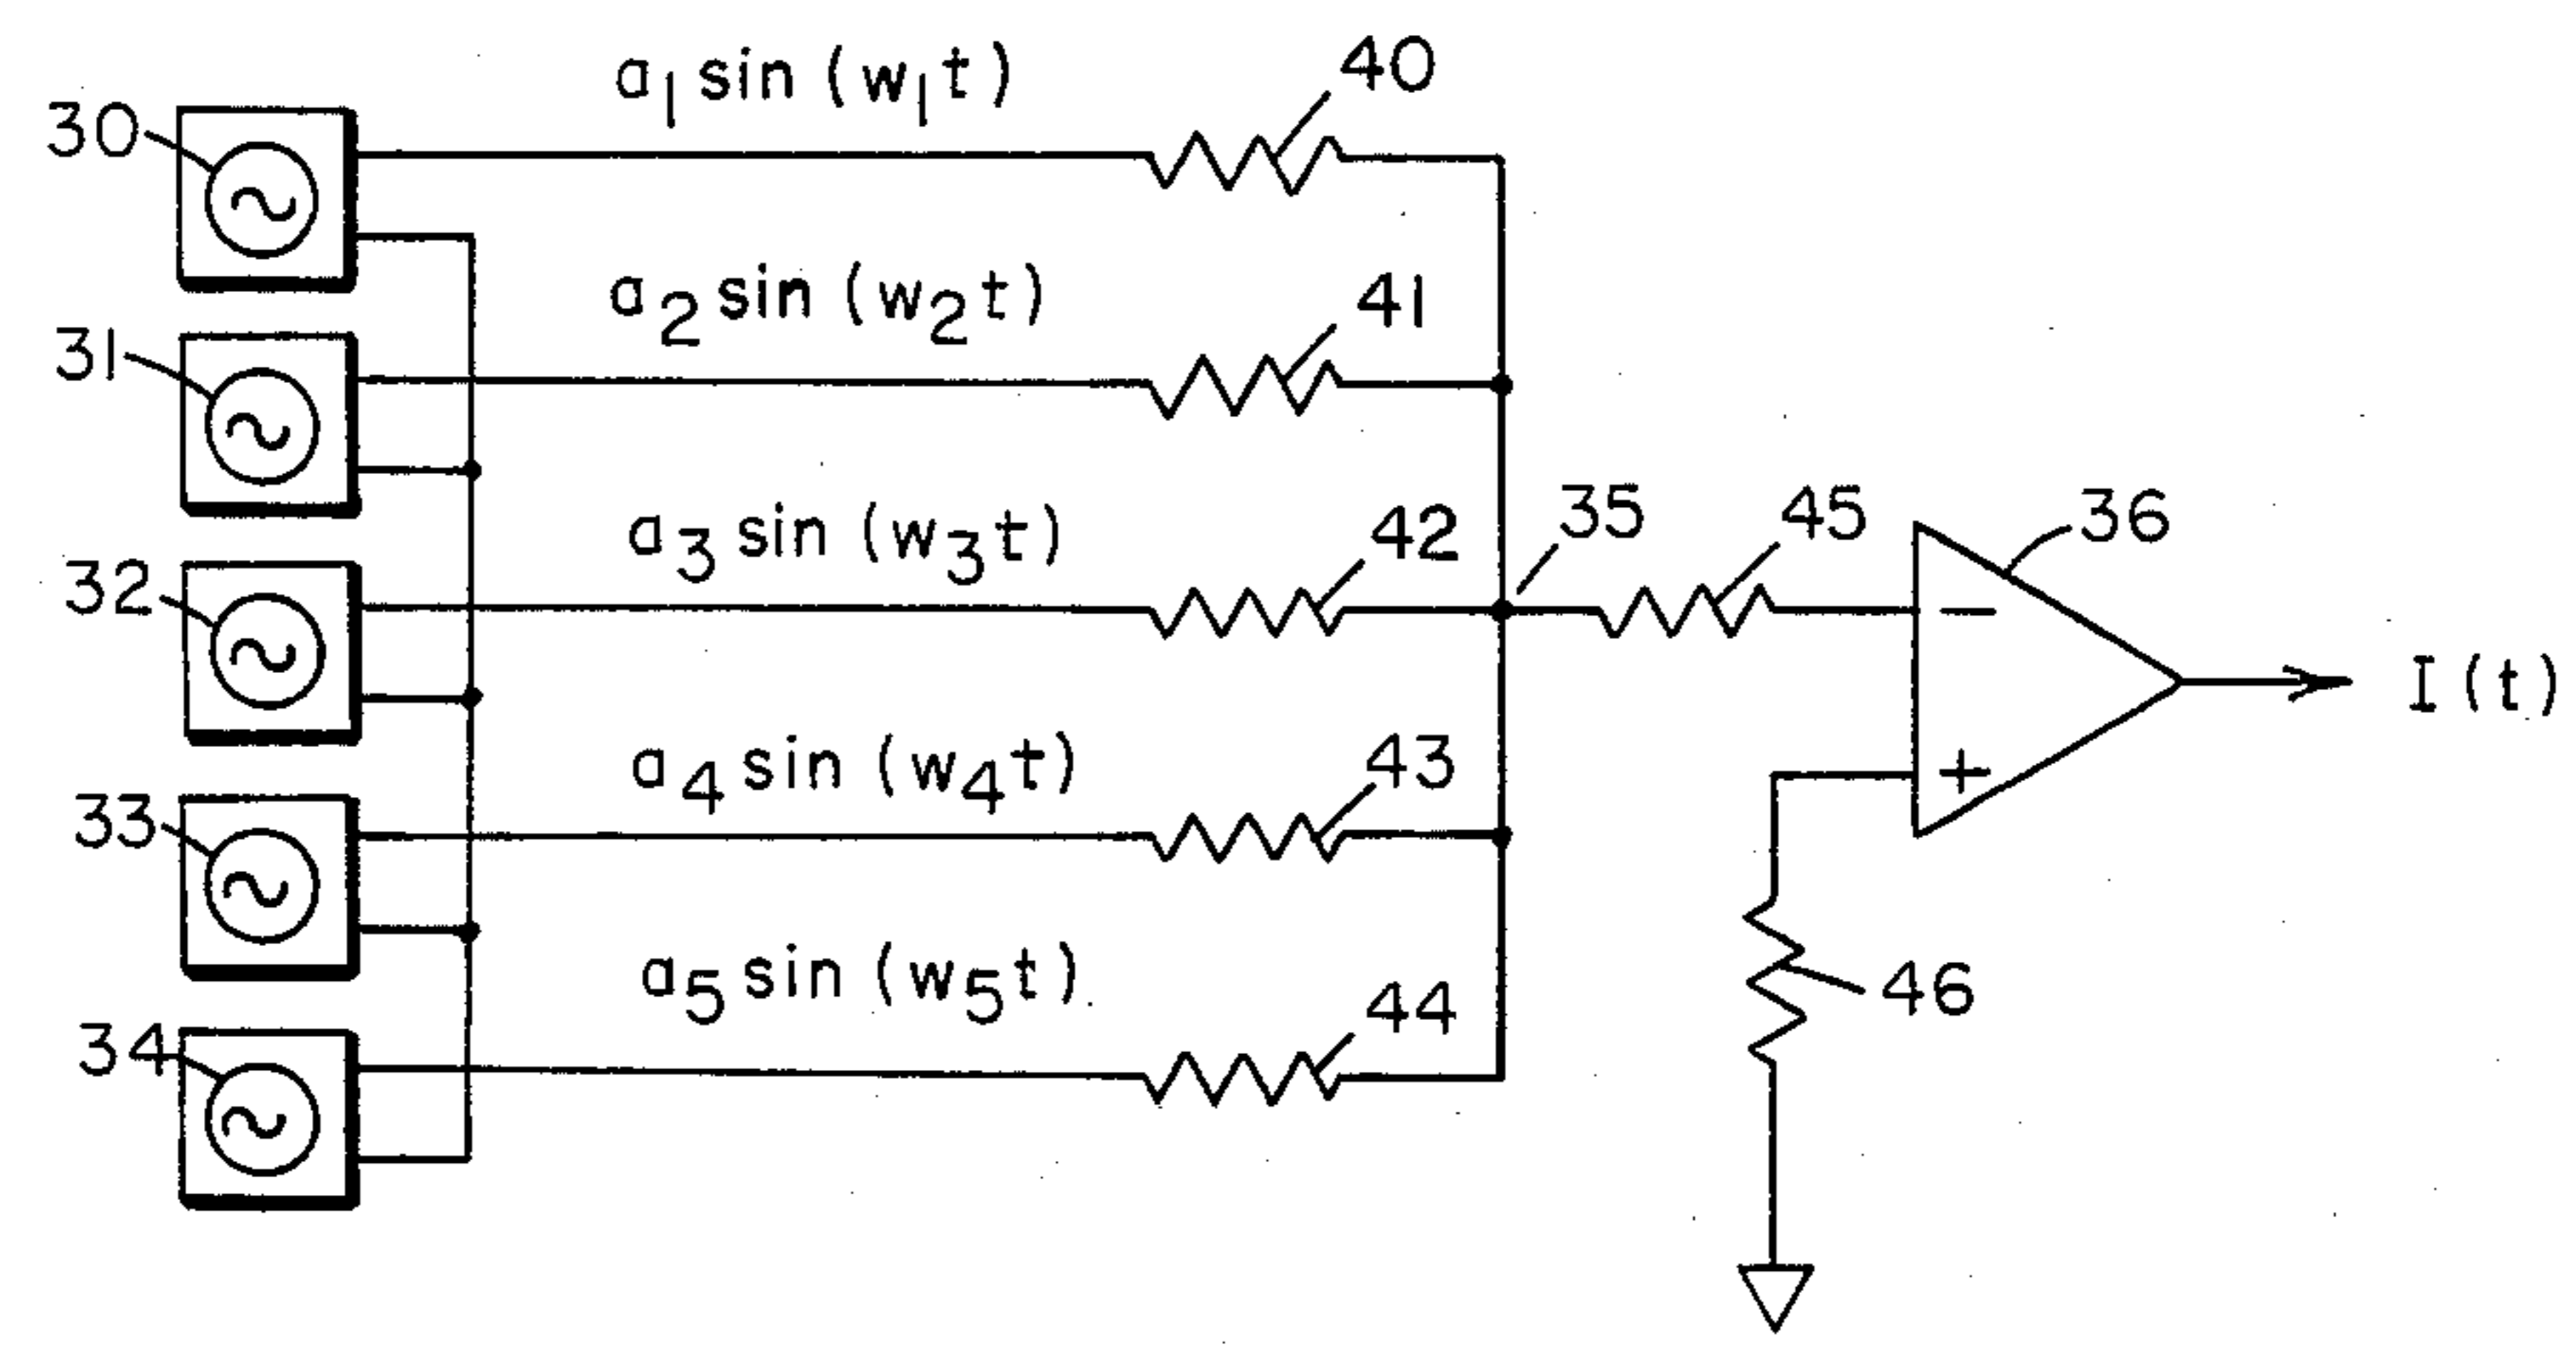 a1 sin (w1t)
40
30
a2 sin (w2t)
41
31
a3 sin (w3t)
42
35
45
36
32
I (t)
a4 sin (w4t)
43
33
a5 sin (w5t)
44
46
34
−
+